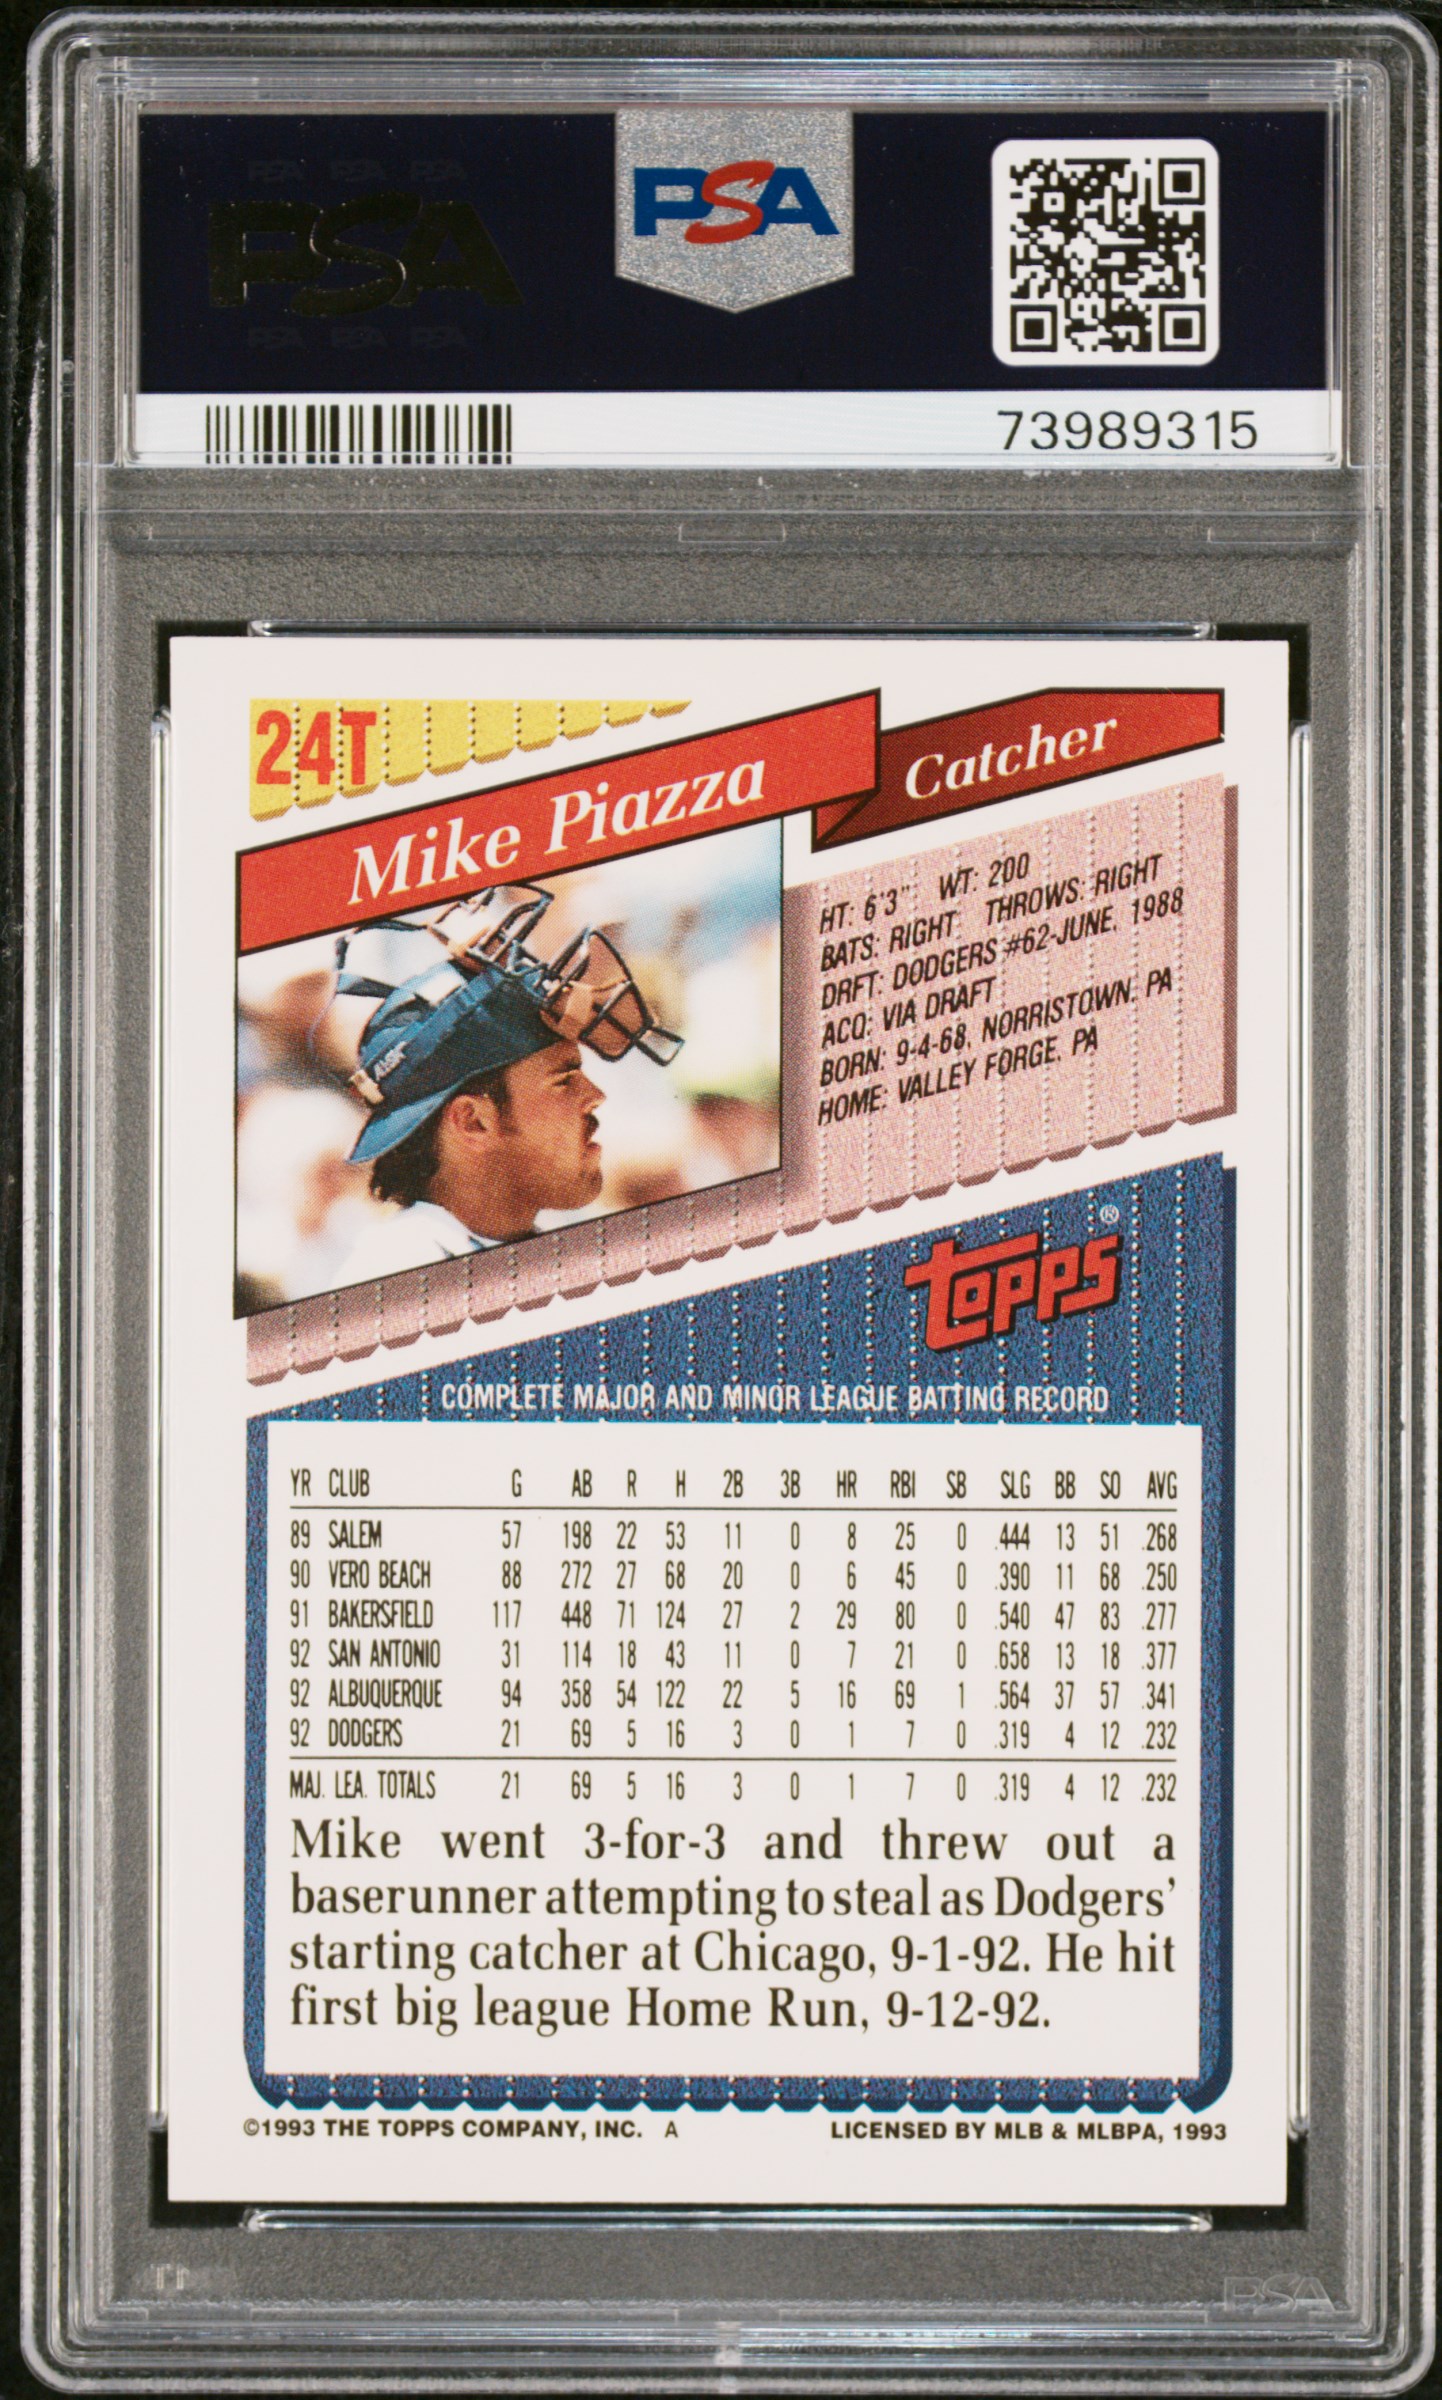 PSA PSA PSA
PSA
PSA PSA PSA
PSA
73989315
24T
Mike Piazza
Catcher
HT: 6'3" WT: 200
BATS: RIGHT THROWS: RIGHT
DRFT: DODGERS #62-JUNE, 1988
ACQ: VIA DRAFT
BORN: 9-4-68, NORRISTOWN, PA
HOME: VALLEY FORGE, PA
topps®
COMPLETE MAJOR AND MINOR LEAGUE BATTING RECORD
YR CLUB G AB R H 2B 3B HR RBI SB SLG BB SO AVG
89 SALEM 57 198 22 53 11 0 8 25 0 .444 13 51 .268
90 VERO BEACH 88 272 27 68 20 0 6 45 0 .390 11 68 .250
91 BAKERSFIELD 117 448 71 124 27 2 29 80 0 .540 47 83 .277
92 SAN ANTONIO 31 114 18 43 11 0 7 21 0 .658 13 18 .377
92 ALBUQUERQUE 94 358 54 122 22 5 16 69 1 .564 37 57 .341
92 DODGERS 21 69 5 16 3 0 1 7 0 .319 4 12 .232
MAJ. LEA. TOTALS 21 69 5 16 3 0 1 7 0 .319 4 12 .232
Mike went 3-for-3 and threw out a
baserunner attempting to steal as Dodgers'
starting catcher at Chicago, 9-1-92. He hit
first big league Home Run, 9-12-92.
©1993 THE TOPPS COMPANY, INC. A
LICENSED BY MLB & MLBPA, 1993
PSA